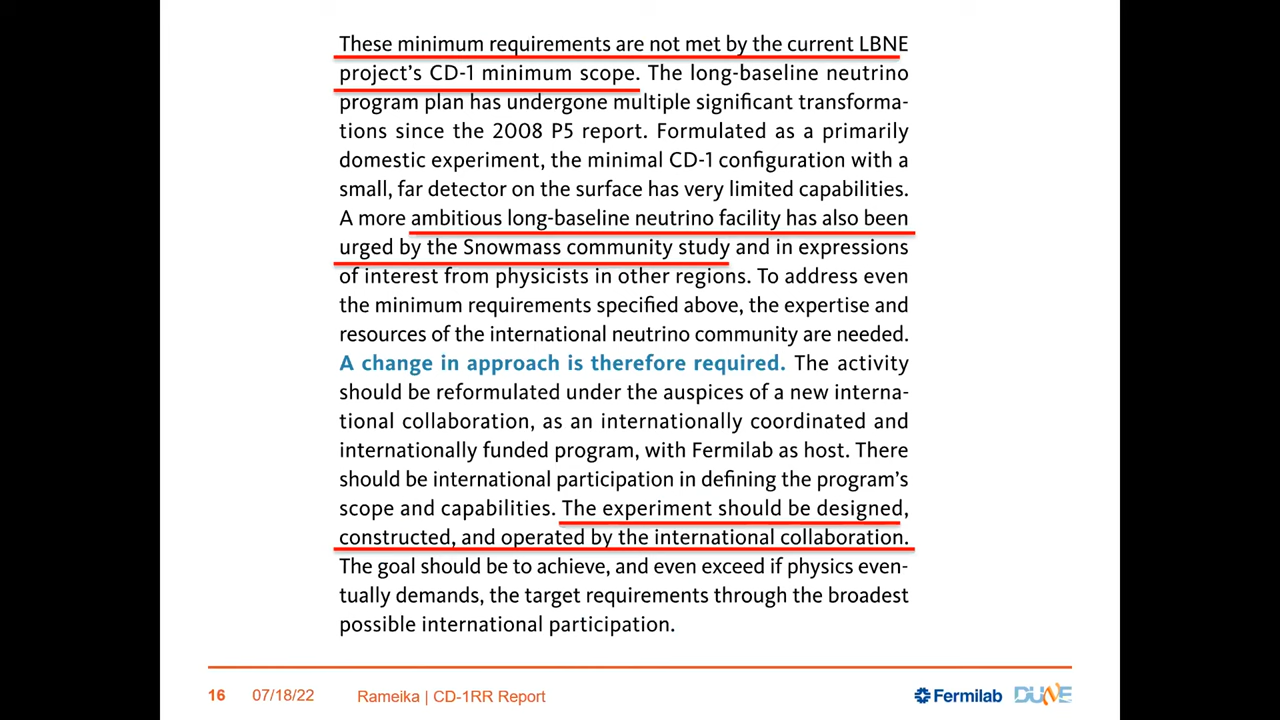 These minimum requirements are not met by the current LBNE
project’s CD-1 minimum scope. The long-baseline neutrino
program plan has undergone multiple significant transforma-
tions since the 2008 P5 report. Formulated as a primarily
domestic experiment, the minimal CD-1 configuration with a
small, far detector on the surface has very limited capabilities.
A more ambitious long-baseline neutrino facility has also been
urged by the Snowmass community study and in expressions
of interest from physicists in other regions. To address even
the minimum requirements specified above, the expertise and
resources of the international neutrino community are needed.
A change in approach is therefore required. The activity
should be reformulated under the auspices of a new interna-
tional collaboration, as an internationally coordinated and
internationally funded program, with Fermilab as host. There
should be international participation in defining the program’s
scope and capabilities. The experiment should be designed,
constructed, and operated by the international collaboration.
The goal should be to achieve, and even exceed if physics even-
tually demands, the target requirements through the broadest
possible international participation.
16 07/18/22 Rameika | CD-1RR Report Fermilab DUNE